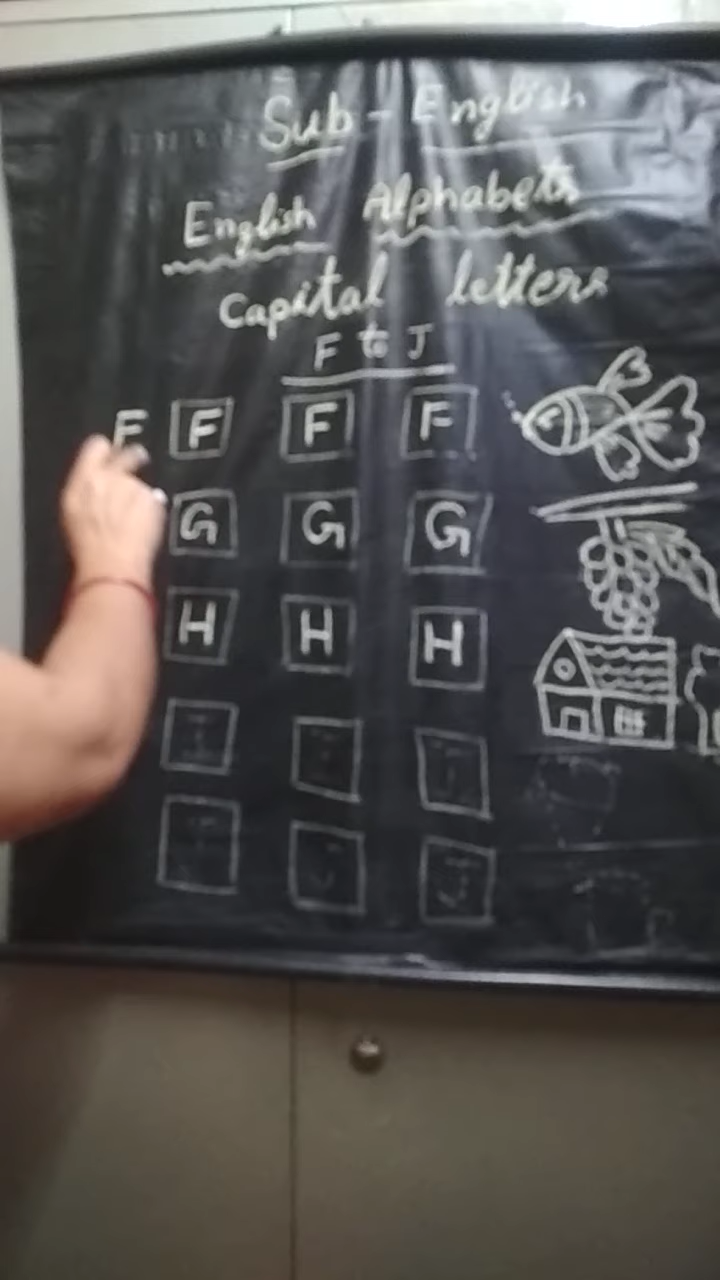 Sub - English
English Alphabets
Capital letters
F to J
F F F F
G G G
H H H
I I I
J J J